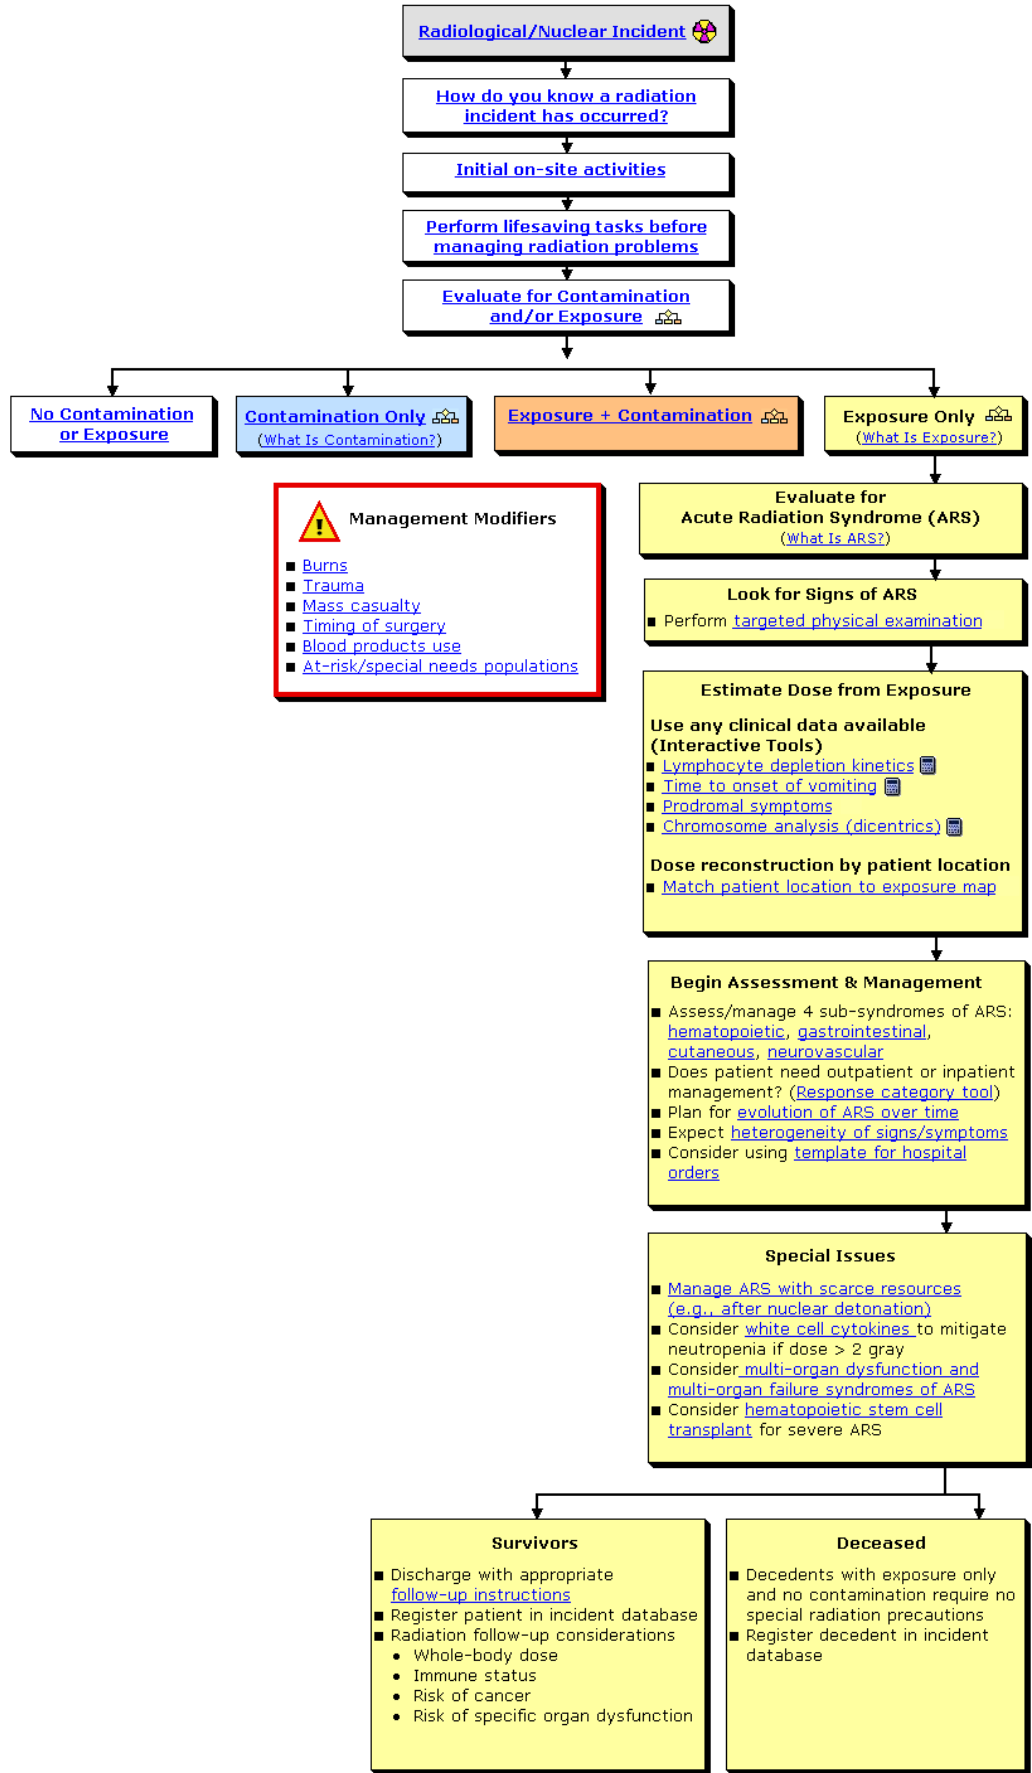 Radiological/Nuclear Incident
How do you know a radiation
incident has occurred?
Initial on-site activities
Perform lifesaving tasks before
managing radiation problems
Evaluate for Contamination
and/or Exposure
No Contamination
or Exposure
Contamination Only
(What Is Contamination?)
Exposure + Contamination
Exposure Only
(What Is Exposure?)
Management Modifiers
■ Burns
■ Trauma
■ Mass casualty
■ Timing of surgery
■ Blood products use
■ At-risk/special needs populations
Evaluate for
Acute Radiation Syndrome (ARS)
(What Is ARS?)
Look for Signs of ARS
■ Perform targeted physical examination
Estimate Dose from Exposure
Use any clinical data available
(Interactive Tools)
■ Lymphocyte depletion kinetics
■ Time to onset of vomiting
■ Prodromal symptoms
■ Chromosome analysis (dicentrics)
Dose reconstruction by patient location
■ Match patient location to exposure map
Begin Assessment & Management
■ Assess/manage 4 sub-syndromes of ARS:
hematopoietic, gastrointestinal,
cutaneous, neurovascular
■ Does patient need outpatient or inpatient
management? (Response category tool)
■ Plan for evolution of ARS over time
■ Expect heterogeneity of signs/symptoms
■ Consider using template for hospital
orders
Special Issues
■ Manage ARS with scarce resources
(e.g., after nuclear detonation)
■ Consider white cell cytokines to mitigate
neutropenia if dose > 2 gray
■ Consider multi-organ dysfunction and
multi-organ failure syndromes of ARS
■ Consider hematopoietic stem cell
transplant for severe ARS
Survivors
■ Discharge with appropriate
follow-up instructions
■ Register patient in incident database
■ Radiation follow-up considerations
• Whole-body dose
• Immune status
• Risk of cancer
• Risk of specific organ dysfunction
Deceased
■ Decedents with exposure only
and no contamination require no
special radiation precautions
■ Register decedent in incident
database